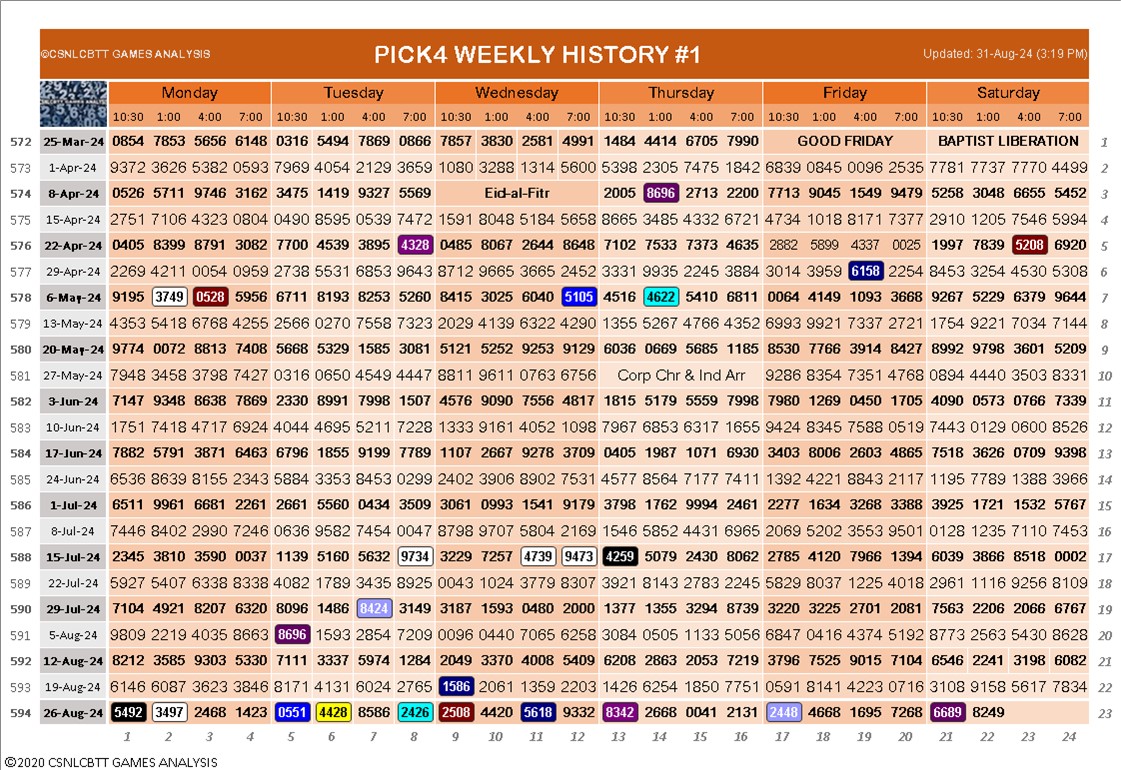 ©CSNLCBTT GAMES ANALYSIS PICK4 WEEKLY HISTORY #1 Updated: 31-Aug-24 (3:19 PM)
Monday Tuesday Wednesday Thursday Friday Saturday
10:30 1:00 4:00 7:00 10:30 1:00 4:00 7:00 10:30 1:00 4:00 7:00 10:30 1:00 4:00 7:00 10:30 1:00 4:00 7:00 10:30 1:00 4:00 7:00
572 25-Mar-24 0854 7853 5656 6148 0316 5494 7869 0866 7857 3830 2581 4991 1484 4414 6705 7990 GOOD FRIDAY BAPTIST LIBERATION 1
573 1-Apr-24 9372 3626 5382 0593 7969 4054 2129 3659 1080 3288 1314 5600 5398 2305 7475 1842 6839 0845 0096 2535 7781 7737 7770 4499 2
574 8-Apr-24 0526 5711 9746 3162 3475 1419 9327 5569 Eid-al-Fitr 2005 8696 2713 2200 7713 9045 1549 9479 5258 3048 6655 5452 3
575 15-Apr-24 2751 7106 4323 0804 0490 8595 0539 7472 1591 8048 5184 5658 8665 3485 4332 6721 4734 1018 8171 7377 2910 1205 7546 5994 4
576 22-Apr-24 0405 8399 8791 3082 7700 4539 3895 4328 0485 8067 2644 8648 7102 7533 7373 4635 2882 5899 4337 0025 1997 7839 5208 6920 5
577 29-Apr-24 2269 4211 0054 0959 2738 5531 6853 9643 8712 9665 3665 2452 3331 9935 2245 3884 3014 3959 6158 2254 8453 3254 4530 5308 6
578 6-May-24 9195 3749 0528 5956 6711 8193 8253 5260 8415 3025 6040 5105 4516 4622 5410 6811 0064 4149 1093 3668 9267 5229 6379 9644 7
579 13-May-24 4353 5418 6768 4255 2566 0270 7558 7323 2029 4139 6322 4290 1355 5267 4766 4352 6993 9921 7337 2721 1754 9221 7034 7144 8
580 20-May-24 9774 0072 8813 7408 5668 5329 1585 3081 5121 5252 9253 9129 6036 0669 5685 1185 8530 7766 3914 8427 8992 9798 3601 5209 9
581 27-May-24 7948 3458 3798 7427 0316 0650 4549 4447 8811 9611 0763 6756 Corp Chr & Ind Arr 9286 8354 7351 4768 0894 4440 3503 8331 10
582 3-Jun-24 7147 9348 8638 7869 2330 8991 7998 1507 4576 9090 7556 4817 1815 5179 5559 7998 7980 1269 0450 1705 4090 0573 0766 7339 11
583 10-Jun-24 1751 7418 4717 6924 4044 4695 5211 7228 1333 9161 4052 1098 7967 6853 6317 1655 9424 8345 7588 0519 7443 0129 0600 8526 12
584 17-Jun-24 7882 5791 3871 6463 6796 1855 9199 7789 1107 2667 9278 3709 0405 1987 1071 6930 3403 8006 2603 4865 7518 3626 0709 9398 13
585 24-Jun-24 6536 8639 8155 2343 5884 3353 8453 0299 2402 3906 8902 7531 4577 8564 7177 7411 1392 4221 8843 2117 1195 7789 1388 3966 14
586 1-Jul-24 6511 9961 6681 2261 2661 5560 0434 3509 3061 0993 1541 9179 3798 1762 9994 2461 2277 1634 3268 3388 3925 1721 1532 5767 15
587 8-Jul-24 7446 8402 2990 7246 0636 9582 7454 0047 8798 9707 5804 2169 1546 5852 4431 6965 2069 5202 3553 9501 0128 1235 7110 7453 16
588 15-Jul-24 2345 3810 3590 0037 1139 5160 5632 9734 3229 7257 4739 9473 4259 5079 2430 8062 2785 4120 7966 1394 6039 3866 8518 0002 17
589 22-Jul-24 5927 5407 6338 8338 4082 1789 3435 8925 0043 1024 3779 8307 3921 8143 2783 2245 5829 8037 1225 4018 2961 1116 9256 8109 18
590 29-Jul-24 7104 4921 8207 6320 8096 1486 8424 3149 3187 1593 0480 2000 1377 1355 3294 8739 3220 3225 2701 2081 7563 2206 2066 6767 19
591 5-Aug-24 9809 2219 4035 8663 8696 1593 2854 7209 0096 0440 7065 6258 3084 0505 1133 5056 6847 0416 4374 5192 8773 2563 5430 8628 20
592 12-Aug-24 8212 3585 9303 5330 7111 3337 5974 1284 2049 3370 4008 5409 6208 2863 2053 7219 3796 7525 9015 7104 6546 2241 3198 6082 21
593 19-Aug-24 6146 6087 3623 3846 8171 4131 6024 2765 1586 2061 1359 2203 1426 6254 1850 7751 0591 8141 4223 0716 3108 9158 5617 7834 22
594 26-Aug-24 5492 3497 2468 1423 0551 4428 8586 2426 2508 4420 5618 9332 8342 2668 0041 2131 2448 4668 1695 7268 6689 8249 23
1 2 3 4 5 6 7 8 9 10 11 12 13 14 15 16 17 18 19 20 21 22 23 24
©2020 CSNLCBTT GAMES ANALYSIS